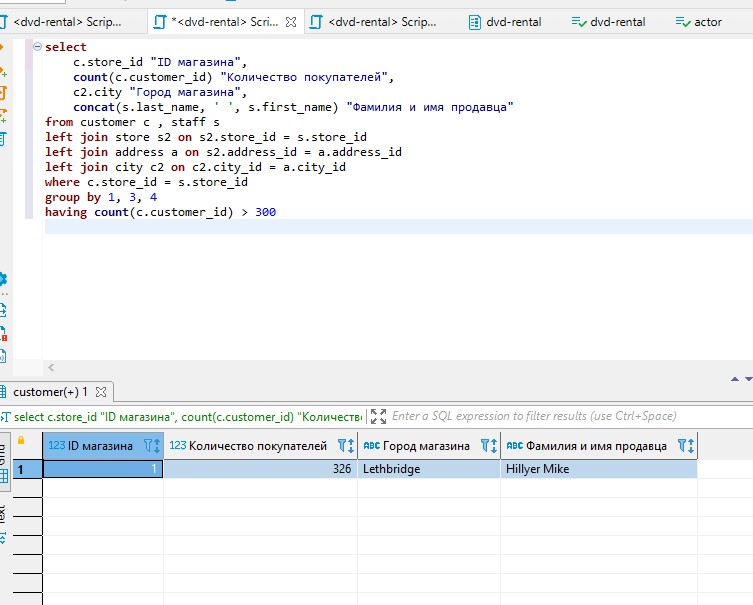 <dvd-rental> Scrip... *<dvd-rental> Scri... <dvd-rental> Scrip... dvd-rental dvd-rental actor
select
c.store_id "ID магазина",
count(c.customer_id) "Количество покупателей",
c2.city "Город магазина",
concat(s.last_name, ' ', s.first_name) "Фамилия и имя продавца"
from customer c , staff s
left join store s2 on s2.store_id = s.store_id
left join address a on s2.address_id = a.address_id
left join city c2 on c2.city_id = a.city_id
where c.store_id = s.store_id
group by 1, 3, 4
having count(c.customer_id) > 300
customer(+) 1
select c.store_id "ID магазина", count(c.customer_id) "Количеств Enter a SQL expression to filter results (use Ctrl+Space)
123 ID магазина 123 Количество покупателей ABC Город магазина ABC Фамилия и имя продавца
1 1 326 Lethbridge Hillyer Mike